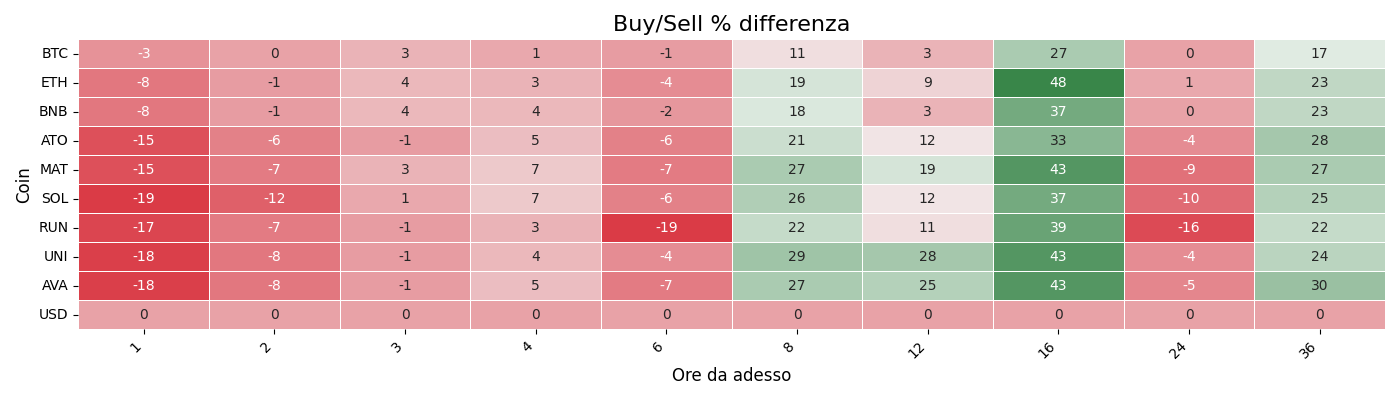 Buy/Sell % differenza
BTC -3 0 3 1 -1 11 3 27 0 17
ETH -8 -1 4 3 -4 19 9 48 1 23
BNB -8 -1 4 4 -2 18 3 37 0 23
ATO -15 -6 -1 5 -6 21 12 33 -4 28
MAT -15 -7 3 7 -7 27 19 43 -9 27
SOL -19 -12 1 7 -6 26 12 37 -10 25
RUN -17 -7 -1 3 -19 22 11 39 -16 22
UNI -18 -8 -1 4 -4 29 28 43 -4 24
AVA -18 -8 -1 5 -7 27 25 43 -5 30
USD 0 0 0 0 0 0 0 0 0 0
Coin
1 2 3 4 6 8 12 16 24 36
Ore da adesso